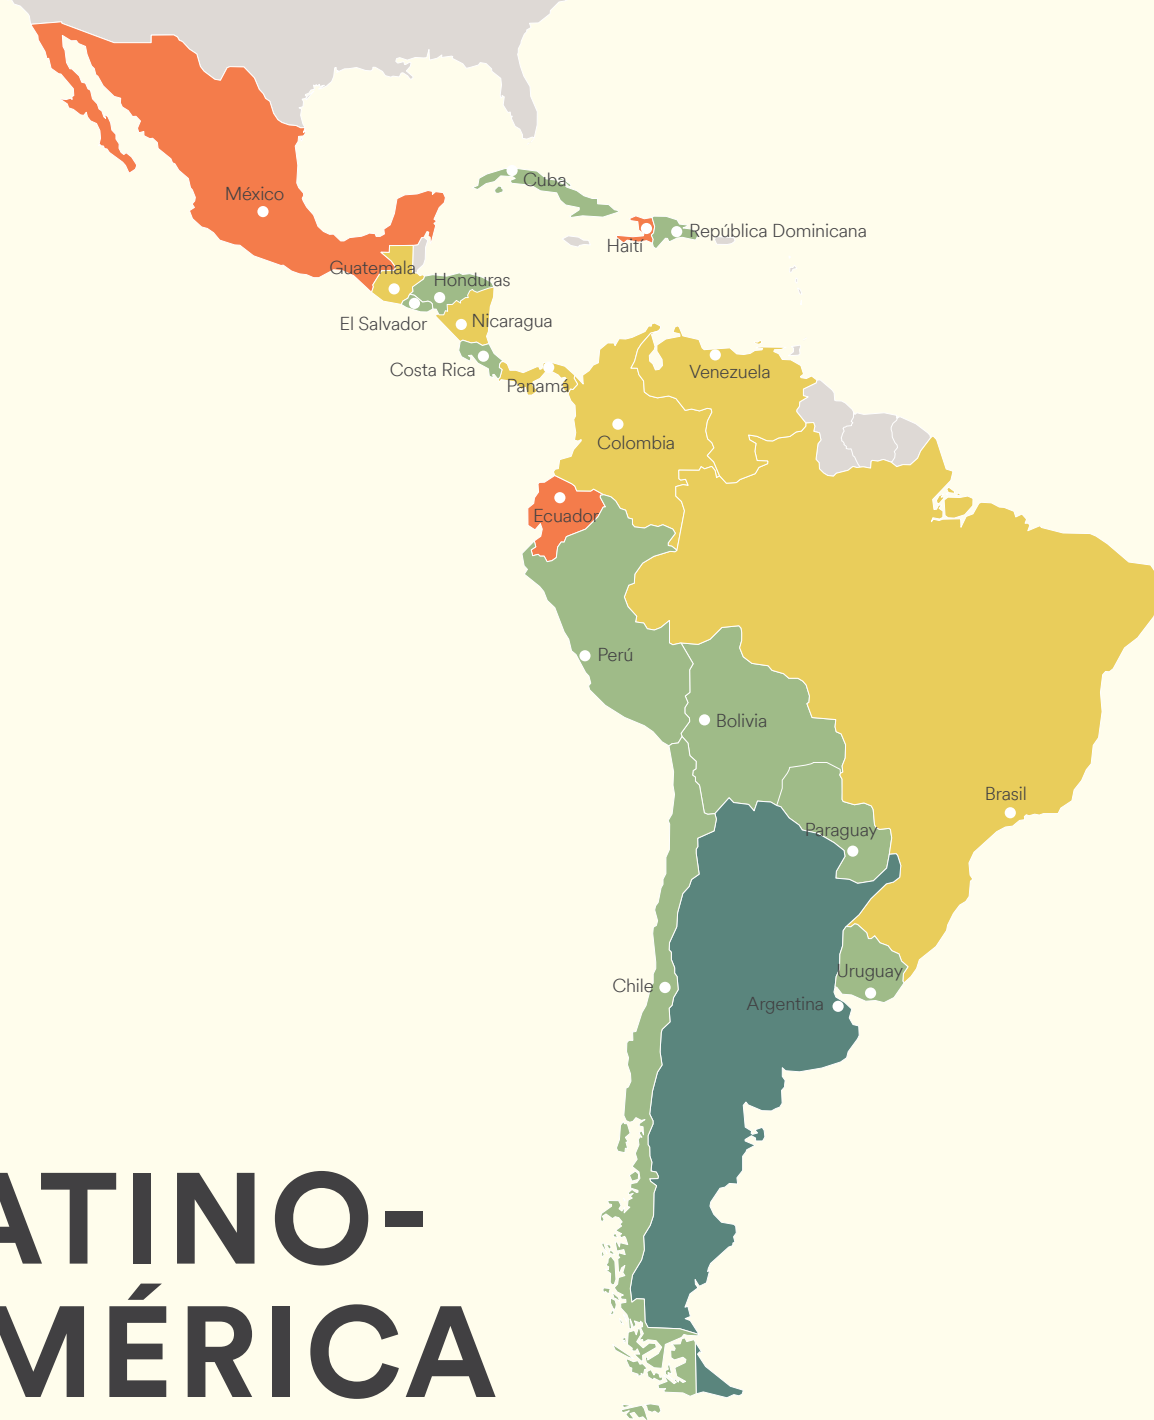 México
Cuba
República Dominicana
Haití
Guatemala
Honduras
El Salvador
Nicaragua
Costa Rica
Panamá
Venezuela
Colombia
Ecuador
Perú
Bolivia
Brasil
Paraguay
Uruguay
Chile
Argentina
ATINO-
MÉRICA